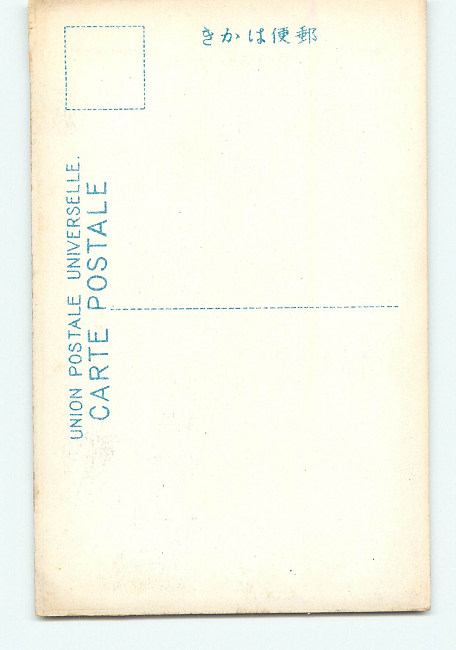 きかは便郵
UNION POSTALE UNIVERSELLE.
CARTE POSTALE